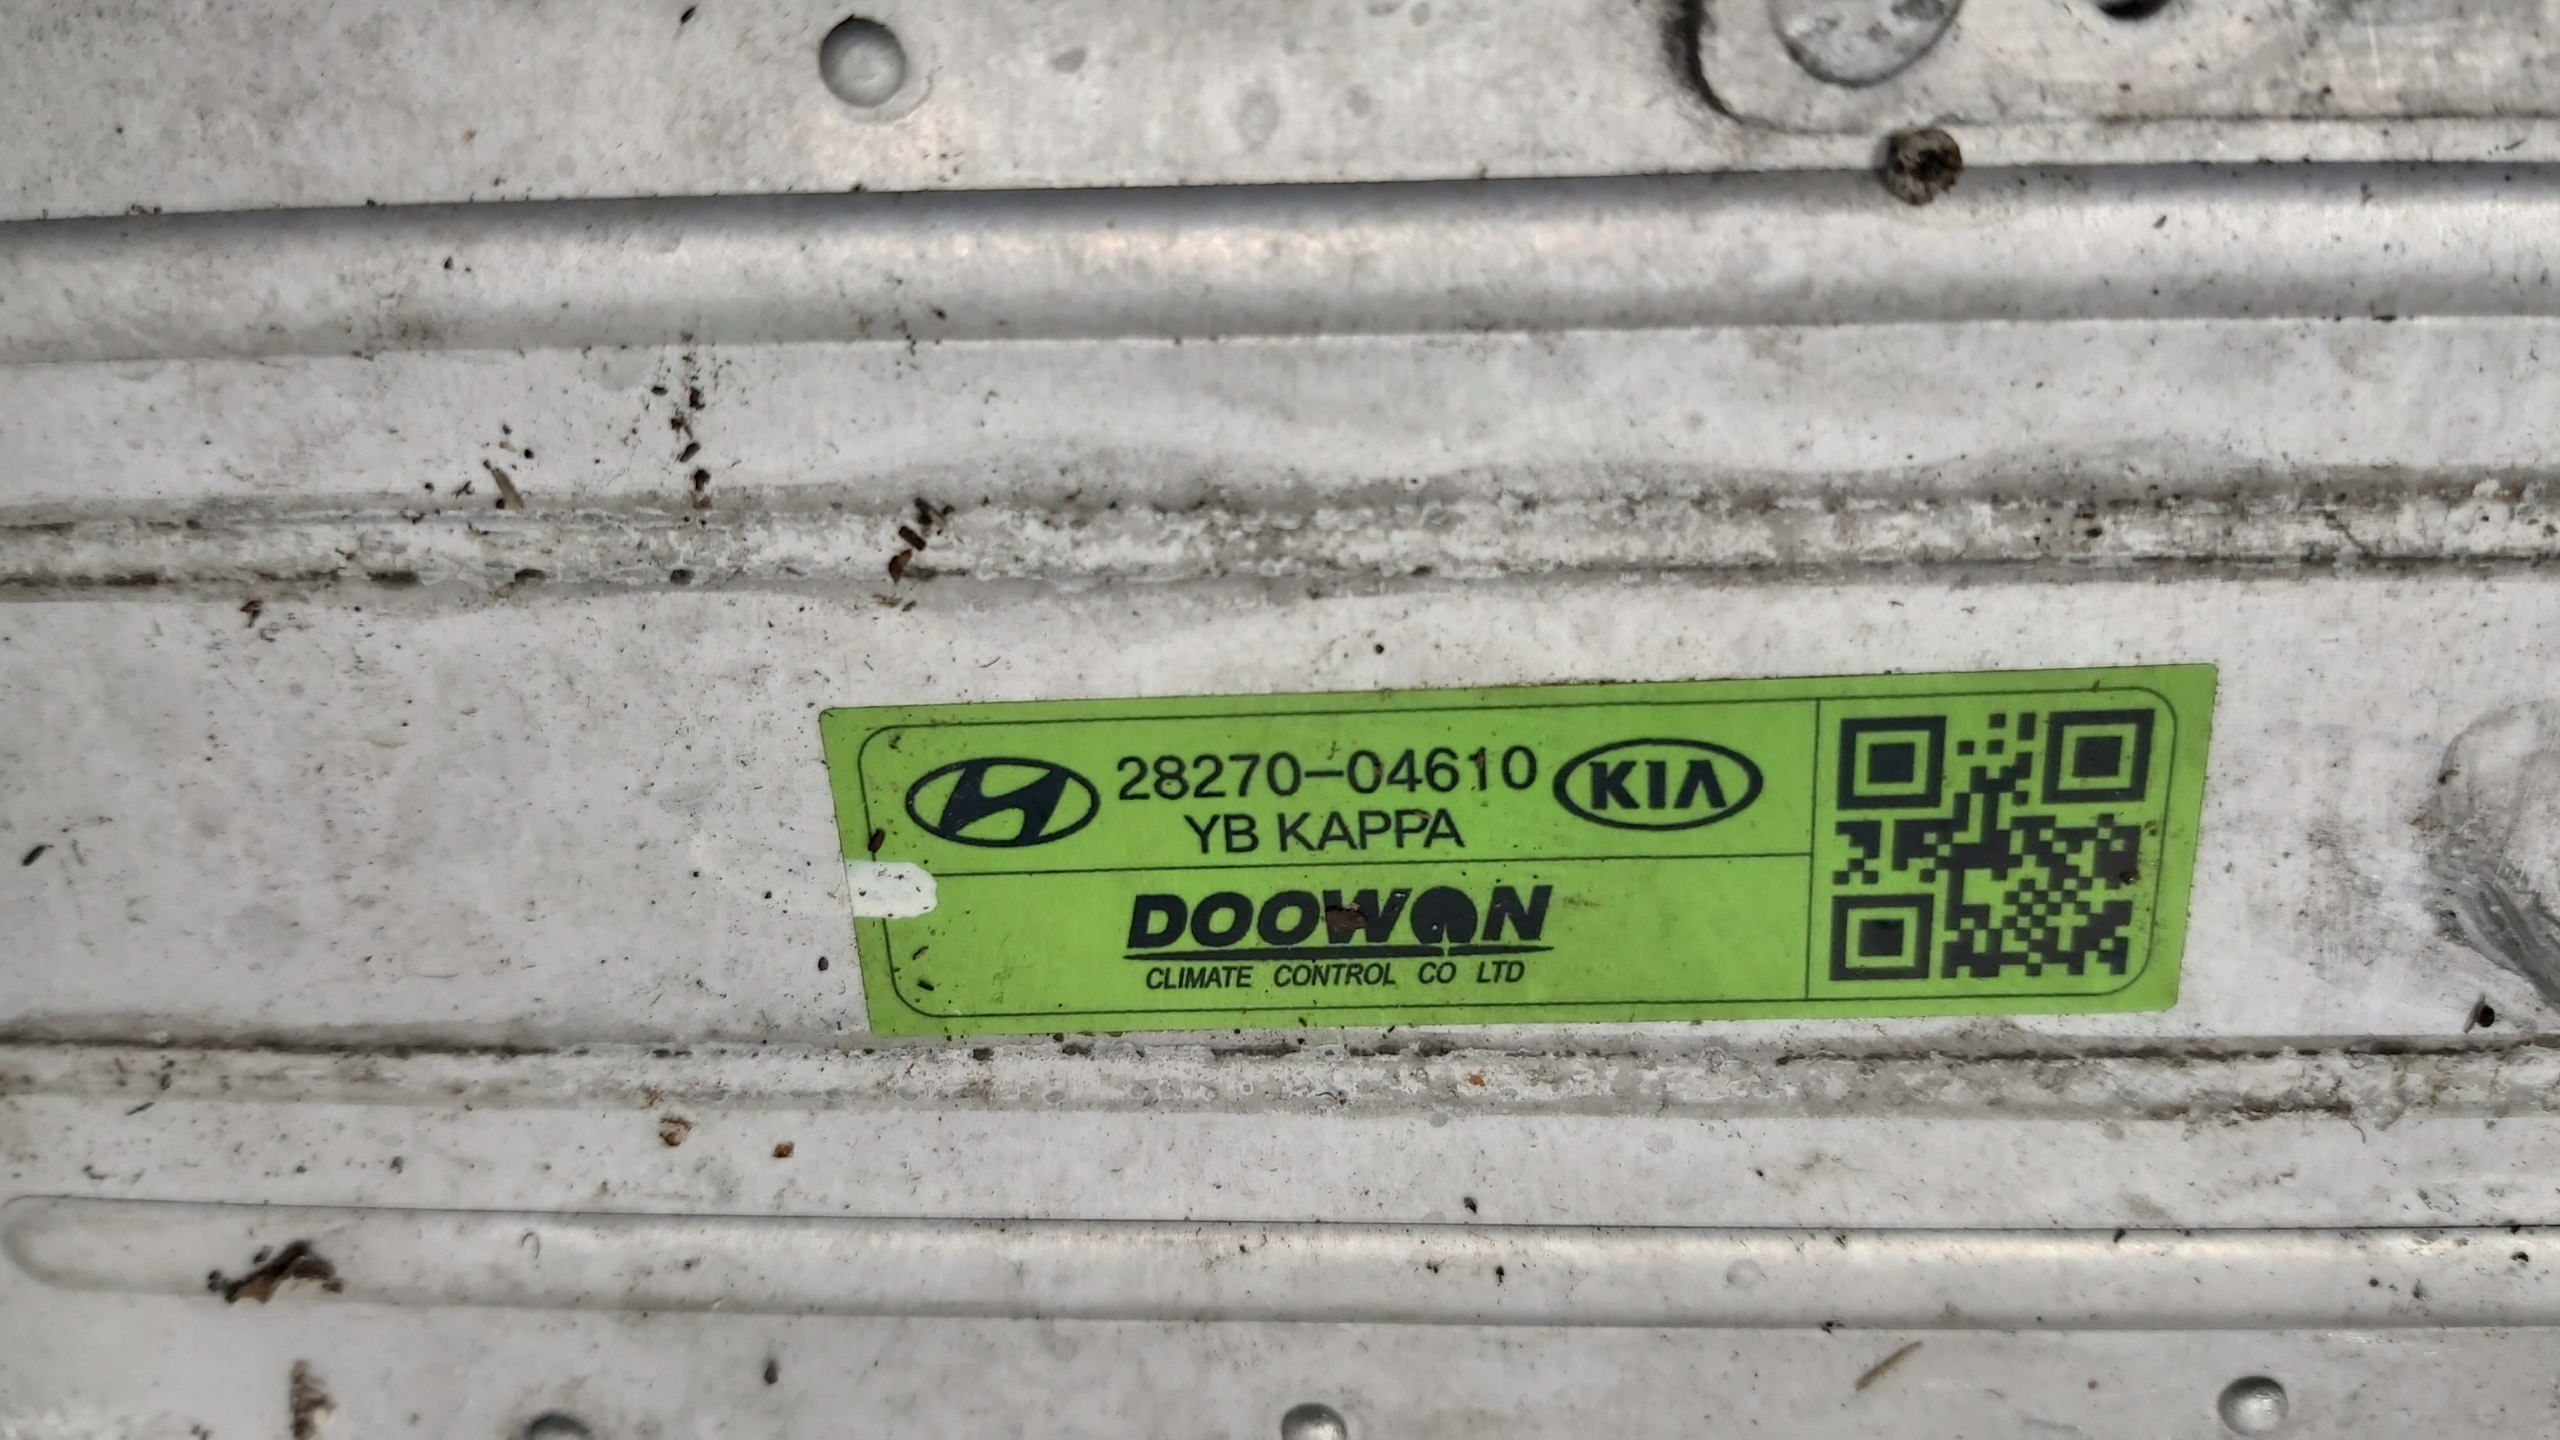 28270-04610
KIA
YB KAPPA
DOOWON
CLIMATE CONTROL CO LTD